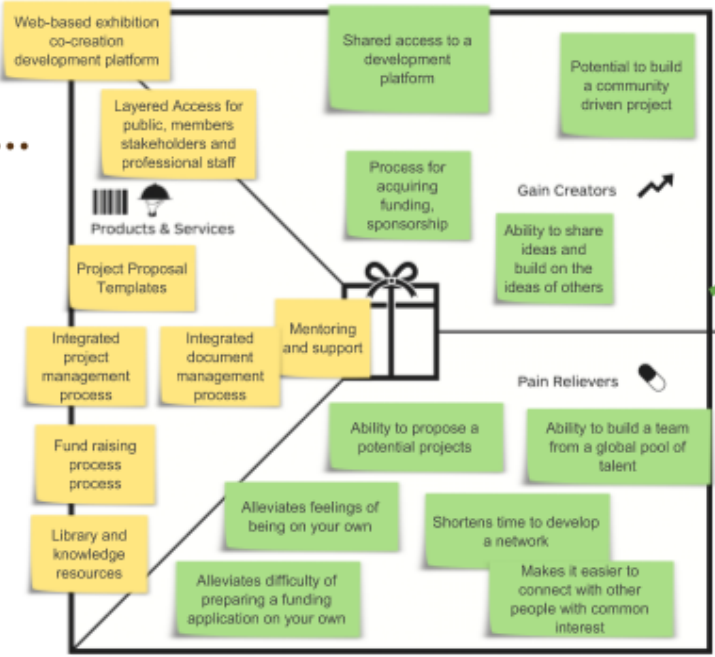 Web-based exhibition
co-creation
development platform
Layered Access for
public, members
stakeholders and
professional staff
Products & Services
Project Proposal
Templates
Integrated
project
management
process
Integrated
document
management
process
Mentoring
and support
Fund raising
process
process
Library and
knowledge
resources
Shared access to a
development
platform
Potential to build
a community
driven project
Process for
acquiring
funding,
sponsorship
Gain Creators
Ability to share
ideas and
build on the
ideas of others
Pain Relievers
Ability to propose a
potential projects
Ability to build a team
from a global pool of
talent
Alleviates feelings of
being on your own
Shortens time to develop
a network
Alleviates difficulty of
preparing a funding
application on your own
Makes it easier to
connect with other
people with common
interest